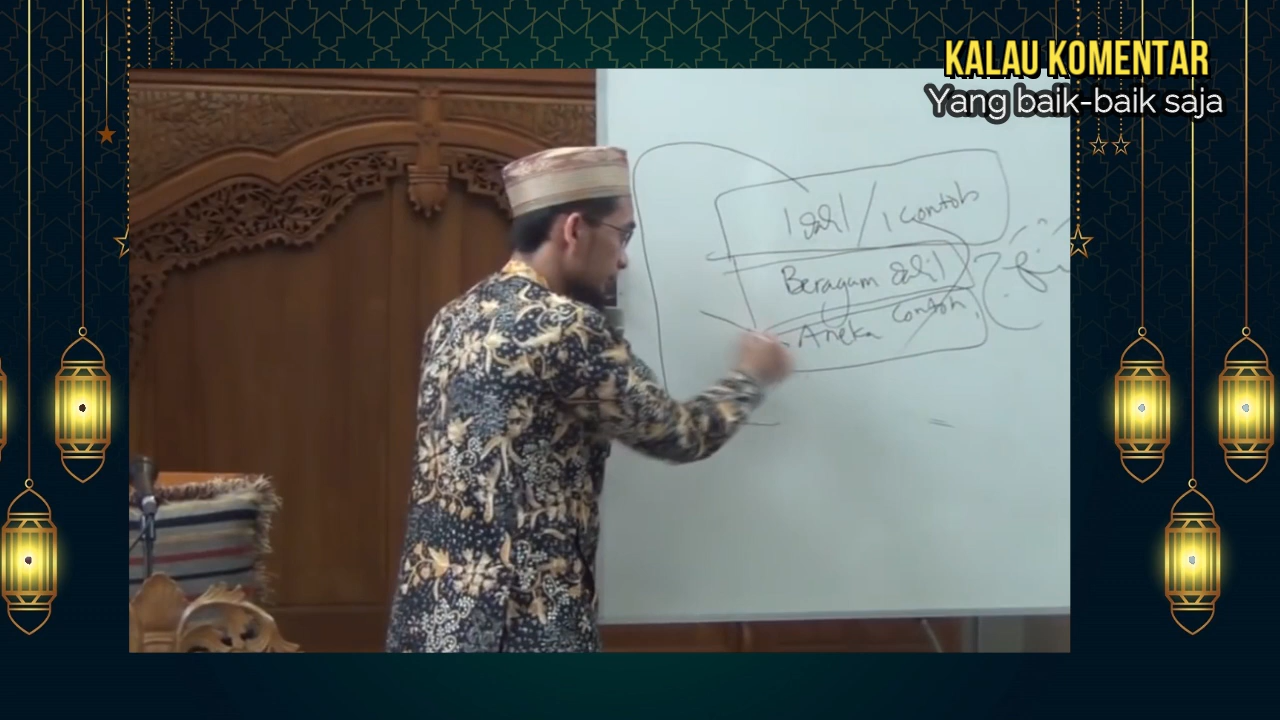 KALAU KOMENTAR
Yang baik-baik saja
1 dalil / 1 Contoh
Beragam dalil
Aneka Contoh